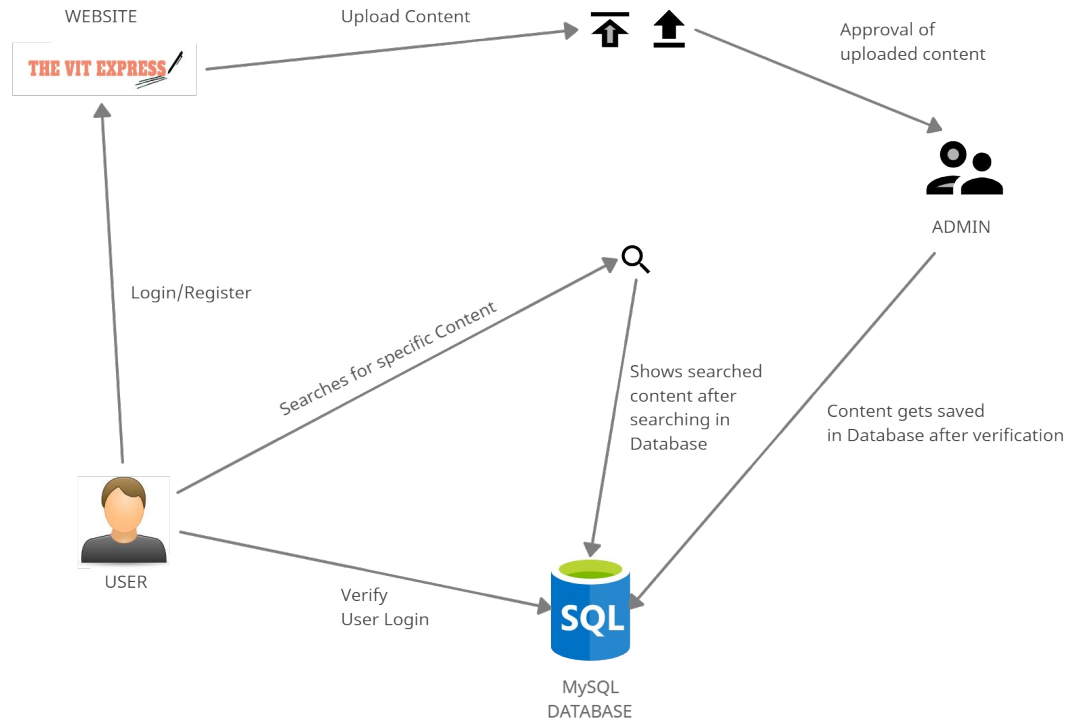 WEBSITE
Upload Content
Approval of
uploaded content
THE VIT EXPRESS
ADMIN
Login/Register
Searches for specific Content
Shows searched
content after
searching in
Database
Content gets saved
in Database after verification
USER
Verify
User Login
SQL
MySQL
DATABASE